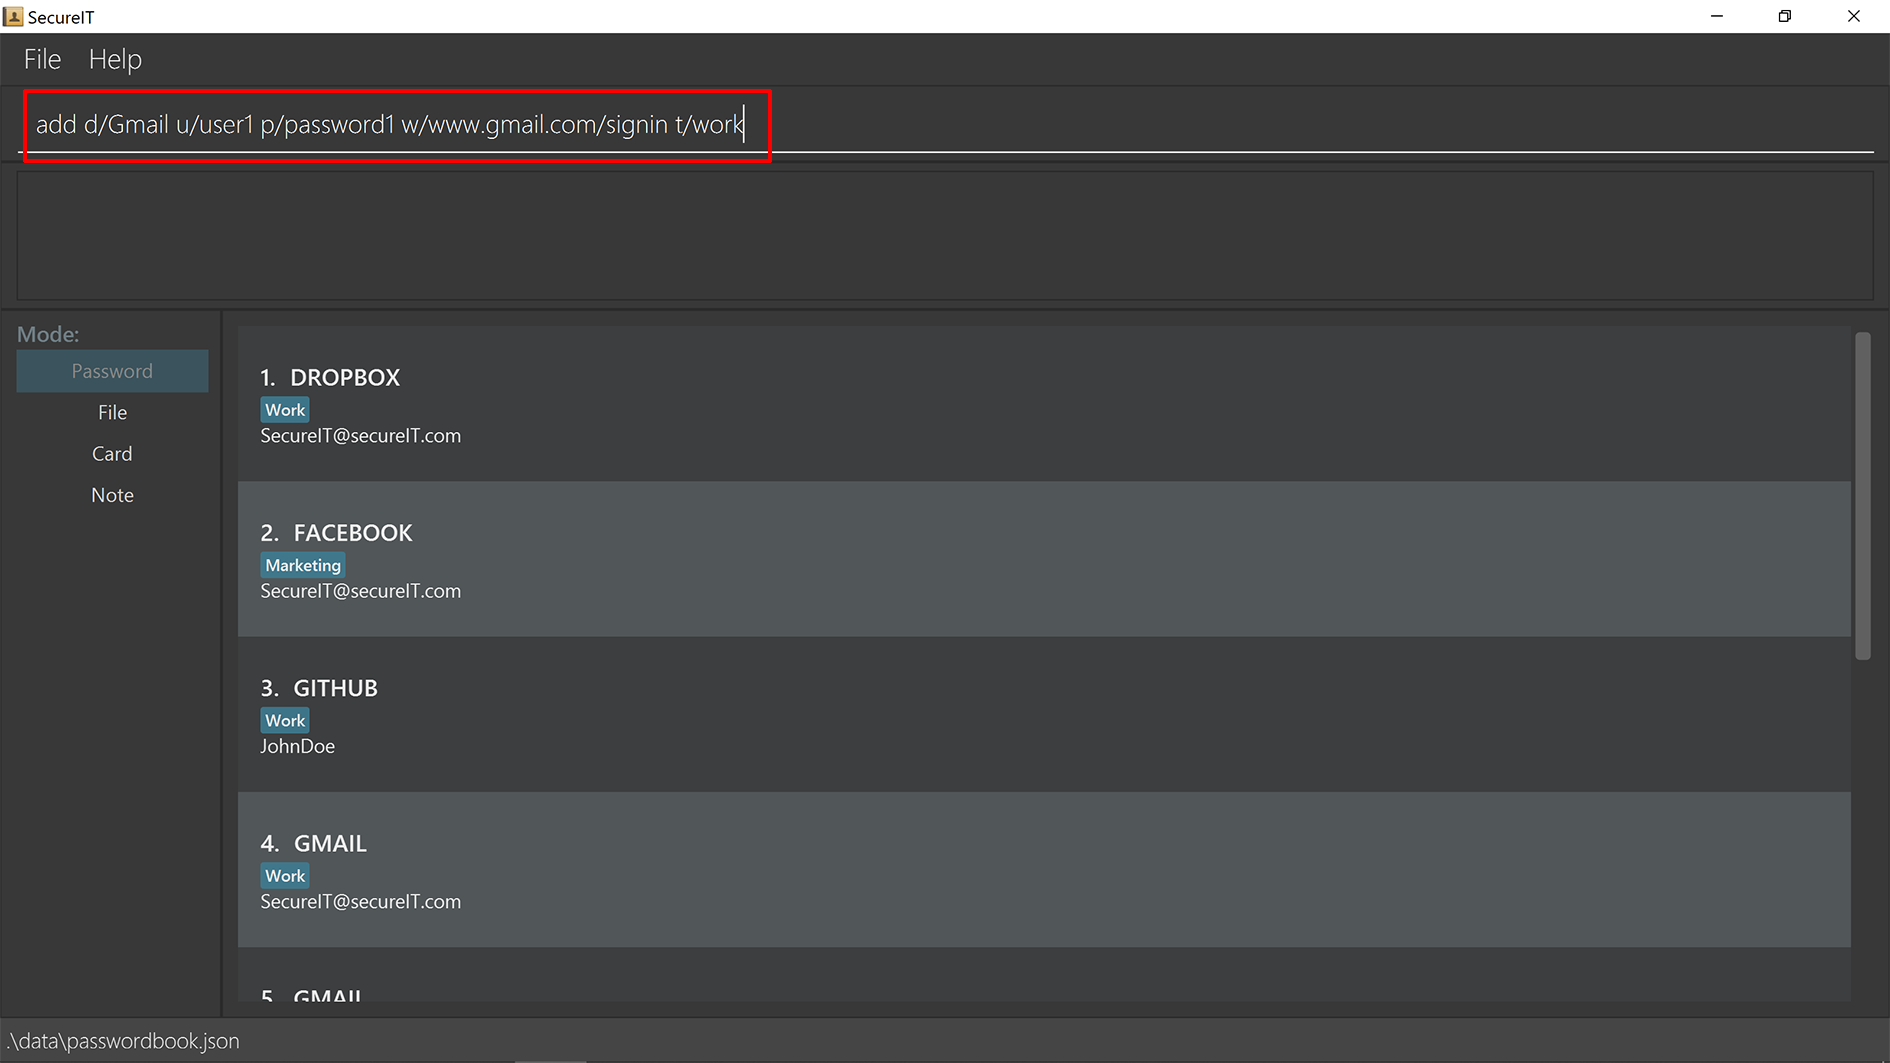 SecureIT
File Help
add d/Gmail u/user1 p/password1 w/www.gmail.com/signin t/work
Mode:
Password
File
Card
Note
1. DROPBOX
Work
SecureIT@secureIT.com
2. FACEBOOK
Marketing
SecureIT@secureIT.com
3. GITHUB
Work
JohnDoe
4. GMAIL
Work
SecureIT@secureIT.com
5. GMAIL
.\data\passwordbook.json